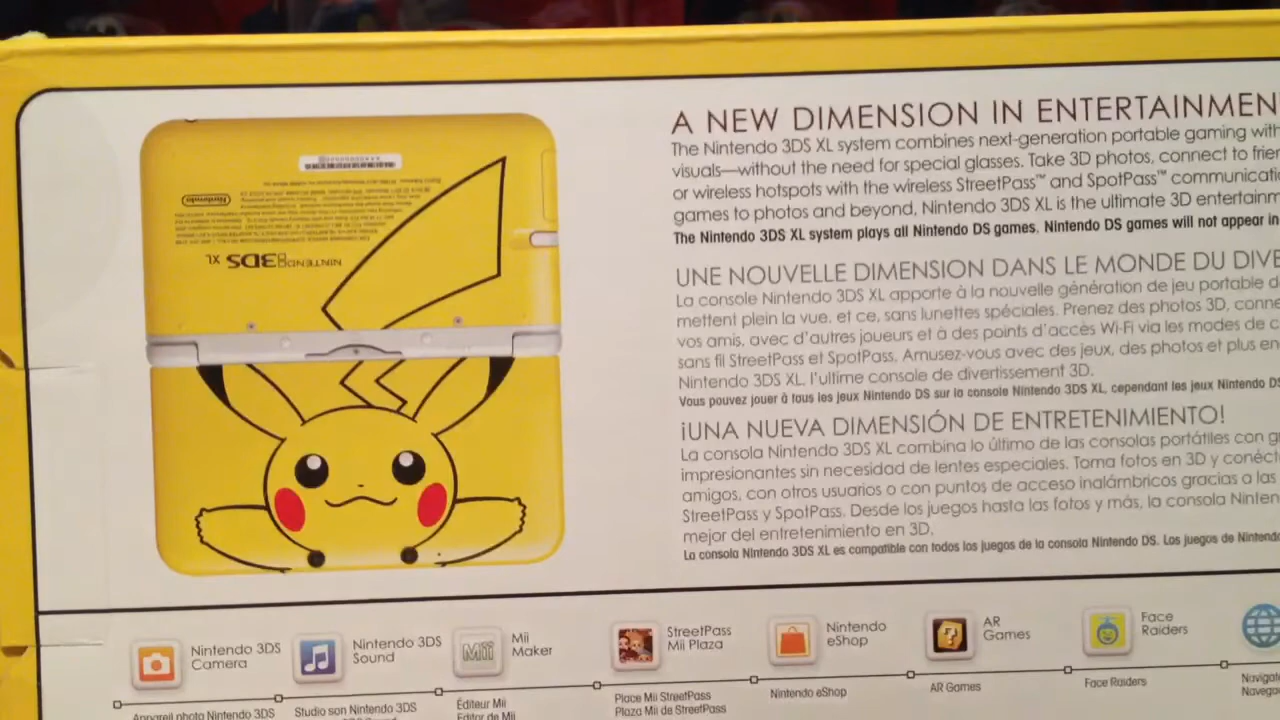 A NEW DIMENSION IN ENTERTAINMEN
The Nintendo 3DS XL system combines next-generation portable gaming with
visuals—without the need for special glasses. Take 3D photos, connect to frien
or wireless hotspots with the wireless StreetPass™ and SpotPass™ communicati
games to photos and beyond, Nintendo 3DS XL is the ultimate 3D entertainm
The Nintendo 3DS XL system plays all Nintendo DS games. Nintendo DS games will not appear in
UNE NOUVELLE DIMENSION DANS LE MONDE DU DIVE
La console Nintendo 3DS XL apporte à la nouvelle génération de jeu portable d
mettent plein la vue, et ce, sans lunettes spéciales. Prenez des photos 3D, conne
vos amis, avec d'autres joueurs et à des points d'accès Wi-Fi via les modes de c
sans fil StreetPass et SpotPass. Amusez-vous avec des jeux, des photos et plus en
Nintendo 3DS XL, l'ultime console de divertissement 3D.
Vous pouvez jouer à tous les jeux Nintendo DS sur la console Nintendo 3DS XL, cependant les jeux Nintendo DS
¡UNA NUEVA DIMENSIÓN DE ENTRETENIMIENTO!
La consola Nintendo 3DS XL combina lo último de las consolas portátiles con g
impresionantes sin necesidad de lentes especiales. Toma fotos en 3D y conéct
amigos, con otros usuarios o con puntos de acceso inalámbricos gracias a las
StreetPass y SpotPass. Desde los juegos hasta las fotos y más, la consola Ninten
mejor del entretenimiento en 3D.
La consola Nintendo 3DS XL es compatible con todos los juegos de la consola Nintendo DS. Los juegos de Nintendo
Nintendo
NINTENDO 3DS XL
Nintendo 3DS
Camera
Nintendo 3DS
Sound
Mii
Mii
Maker
StreetPass
Mii Plaza
Nintendo
eShop
AR
Games
Face
Raiders
Appareil photo Nintendo 3DS
Studio son Nintendo 3DS
Éditeur Mii
Editor de Mii
Place Mii StreetPass
Plaza Mii de StreetPass
Nintendo eShop
AR Games
Face Raiders
Navigat
Navego